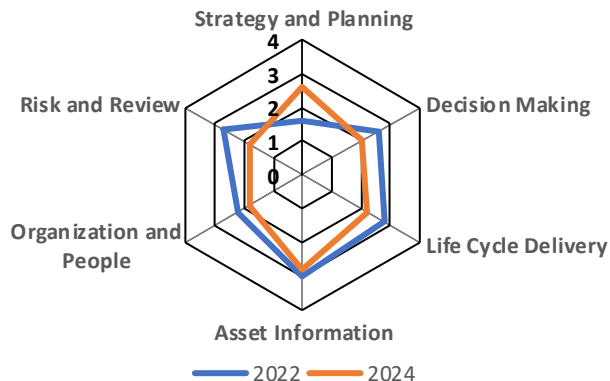 Strategy and Planning
4
3
2
1
0
Risk and Review
Decision Making
Organization and
People
Life Cycle Delivery
Asset Information
2022
2024